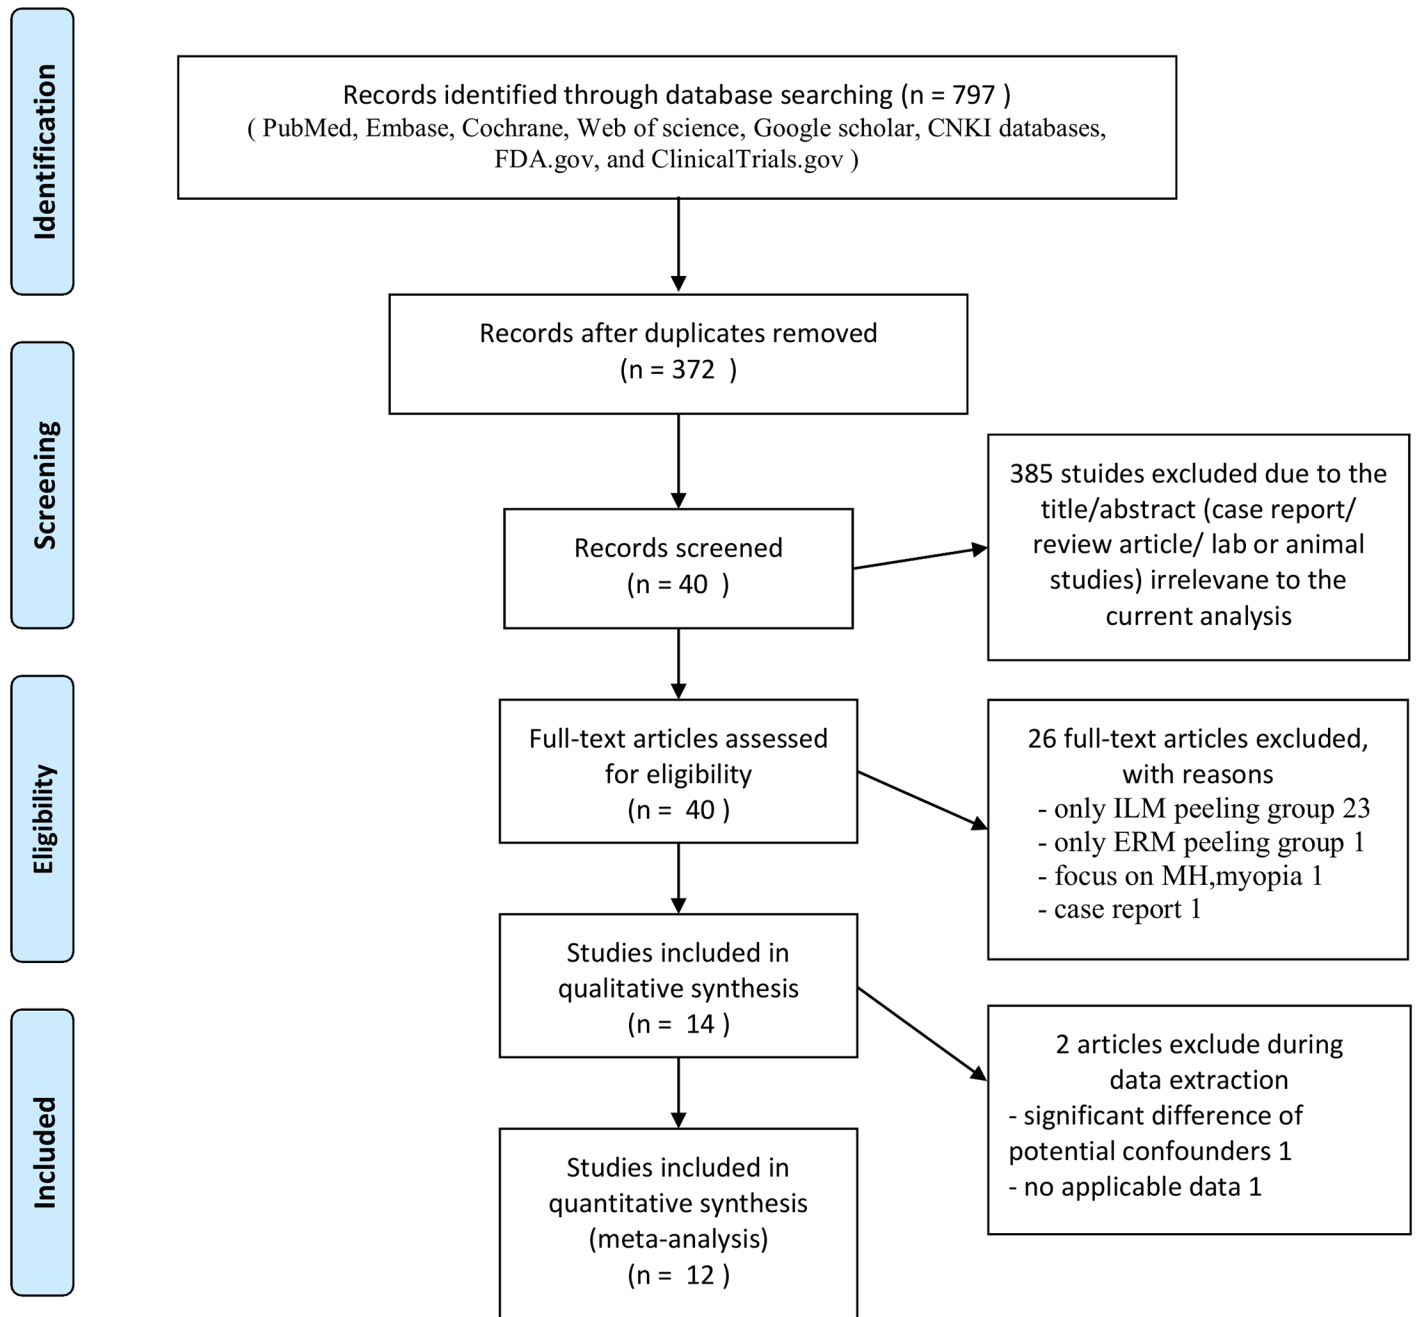 Identification
Records identified through database searching (n = 797 )
( PubMed, Embase, Cochrane, Web of science, Google scholar, CNKI databases,
FDA.gov, and ClinicalTrials.gov )
Records after duplicates removed
(n = 372 )
Screening
Records screened
(n = 40 )
385 stuides excluded due to the
title/abstract (case report/
review article/ lab or animal
studies) irrelevane to the
current analysis
Eligibility
Full-text articles assessed
for eligibility
(n = 40 )
26 full-text articles excluded,
with reasons
- only ILM peeling group 23
- only ERM peeling group 1
- focus on MH,myopia 1
- case report 1
Studies included in
qualitative synthesis
(n = 14 )
2 articles exclude during
data extraction
- significant difference of
potential confounders 1
- no applicable data 1
Included
Studies included in
quantitative synthesis
(meta-analysis)
(n = 12 )